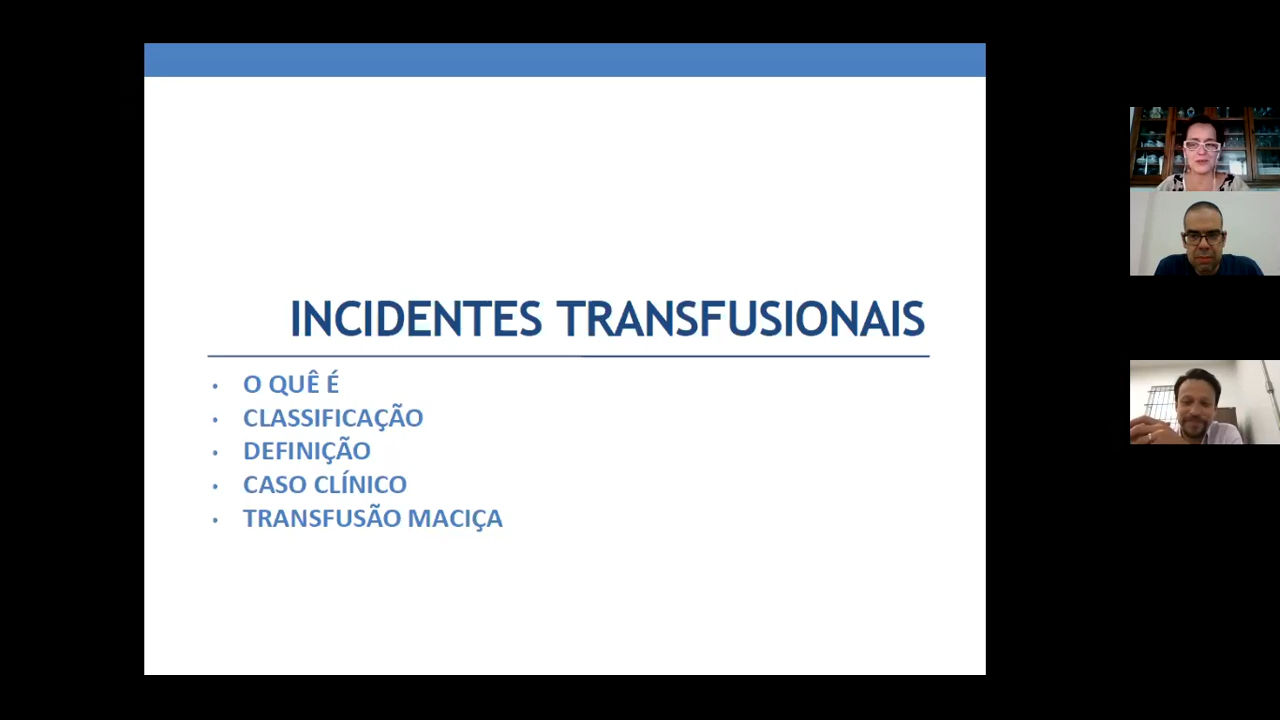 INCIDENTES TRANSFUSIONAIS
• O QUÊ É
• CLASSIFICAÇÃO
• DEFINIÇÃO
• CASO CLÍNICO
• TRANSFUSÃO MACIÇA